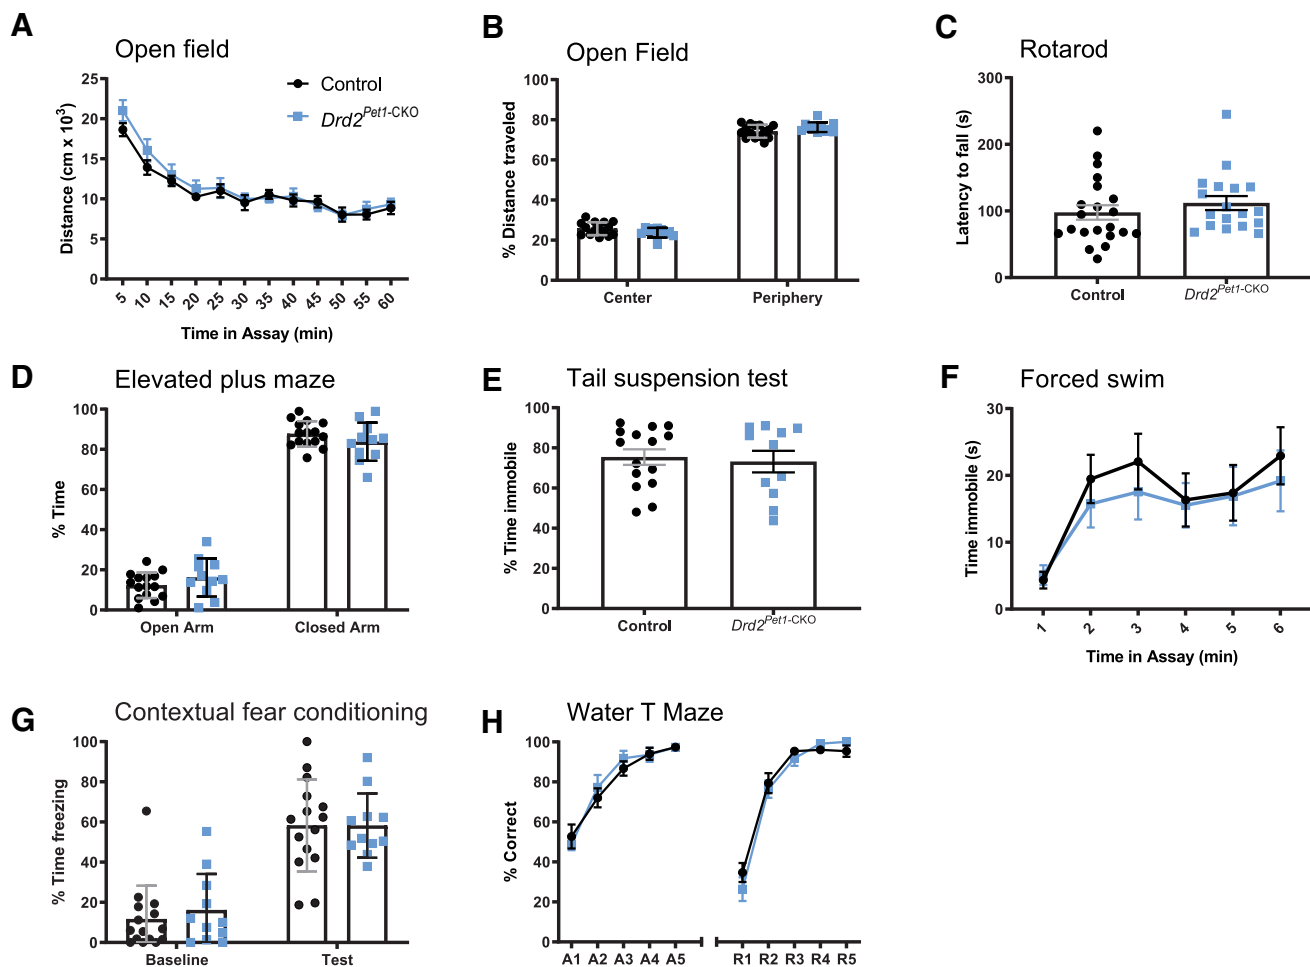 A
Open field
Distance (cm x 10³)
25
20
15
10
5
0
5 10 15 20 25 30 35 40 45 50 55 60
Time in Assay (min)
Control
Drd2^Pet1-CKO
B
Open Field
% Distance traveled
100
80
60
40
20
0
Center Periphery
C
Rotarod
Latency to fall (s)
300
200
100
0
Control Drd2^Pet1-CKO
D
Elevated plus maze
% Time
100
80
60
40
20
0
Open Arm Closed Arm
E
Tail suspension test
% Time immobile
100
80
60
40
20
0
Control Drd2^Pet1-CKO
F
Forced swim
Time immobile (s)
30
20
10
0
1 2 3 4 5 6
Time in Assay (min)
G
Contextual fear conditioning
% Time freezing
100
80
60
40
20
0
Baseline Test
H
Water T Maze
% Correct
100
80
60
40
20
0
A1 A2 A3 A4 A5 R1 R2 R3 R4 R5